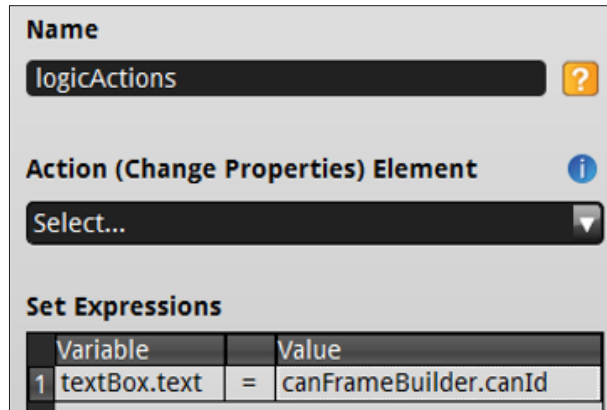 Name
logicActions ?
Action (Change Properties) Element i
Select...
Set Expressions
Variable Value
1 textBox.text = canFrameBuilder.canId